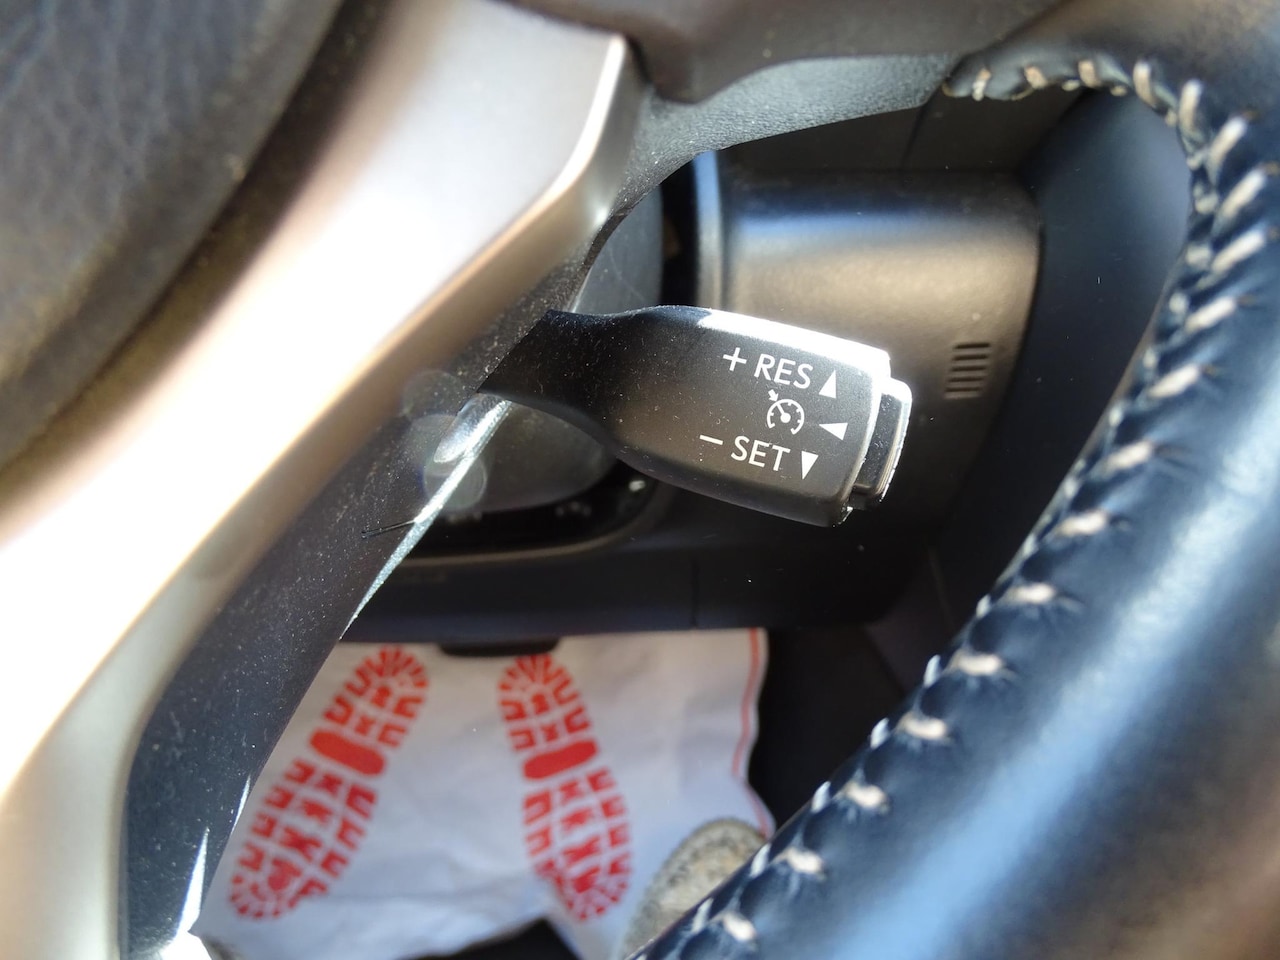 + RES
− SET